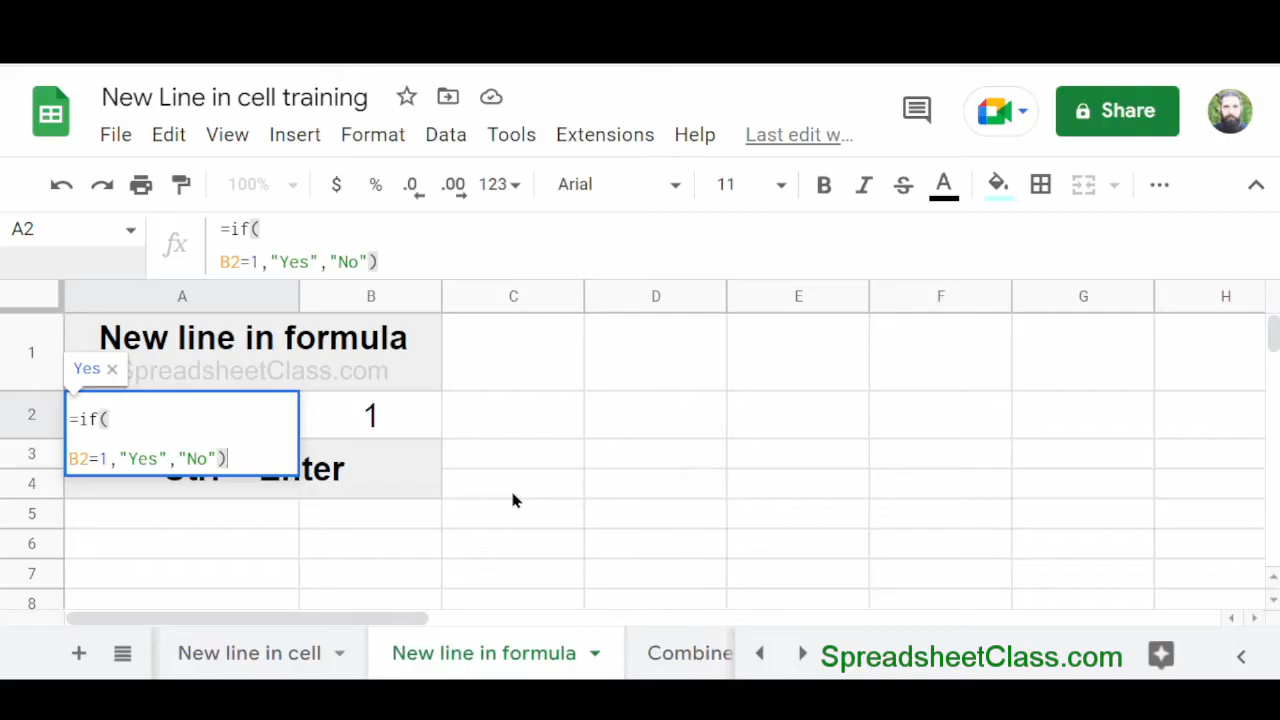 New Line in cell training
File Edit View Insert Format Data Tools Extensions Help Last edit w...
Share
100% $ % .0 .00 123 Arial 11 B I S A
A2
fx
=if(
B2=1,"Yes","No")
A B C D E F G H
1 New line in formula
SpreadsheetClass.com
Yes
2 =if( 1
B2=1,"Yes","No")
3
4 Enter
5
6
7
8
New line in cell New line in formula Combine
SpreadsheetClass.com